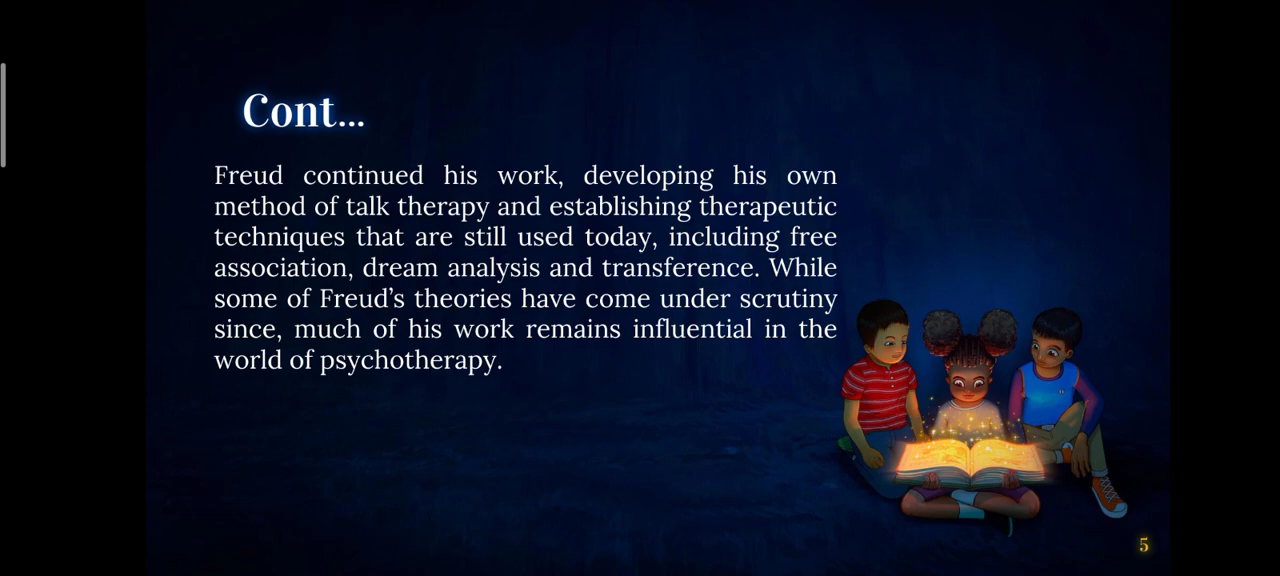 Cont...
Freud continued his work, developing his own
method of talk therapy and establishing therapeutic
techniques that are still used today, including free
association, dream analysis and transference. While
some of Freud’s theories have come under scrutiny
since, much of his work remains influential in the
world of psychotherapy.
5